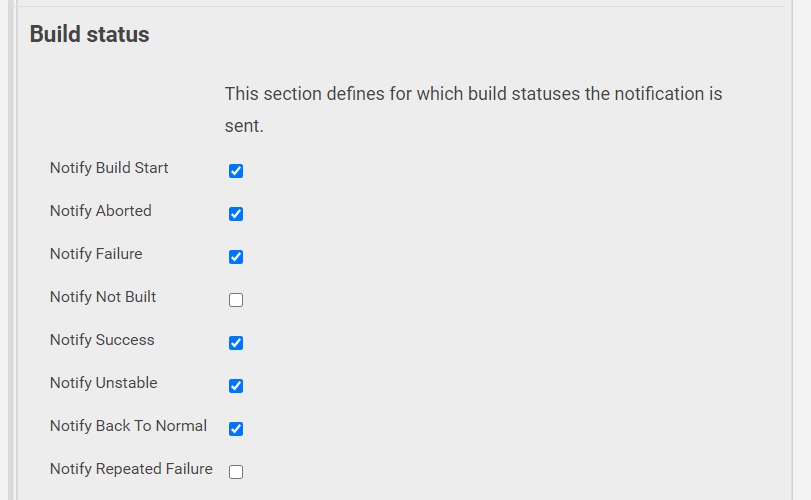 Build status
This section defines for which build statuses the notification is
sent.
Notify Build Start
Notify Aborted
Notify Failure
Notify Not Built
Notify Success
Notify Unstable
Notify Back To Normal
Notify Repeated Failure